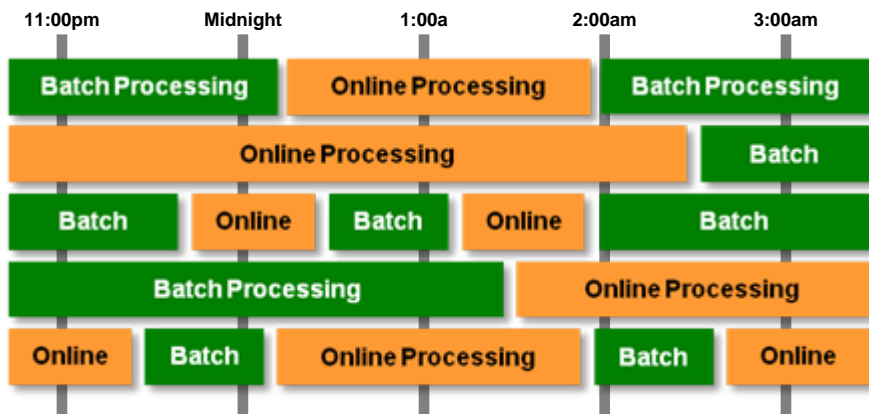 11:00pm Midnight 1:00a 2:00am 3:00am
Batch Processing Online Processing Batch Processing
Online Processing Batch
Batch Online Batch Online Batch
Batch Processing Online Processing
Online Batch Online Processing Batch Online